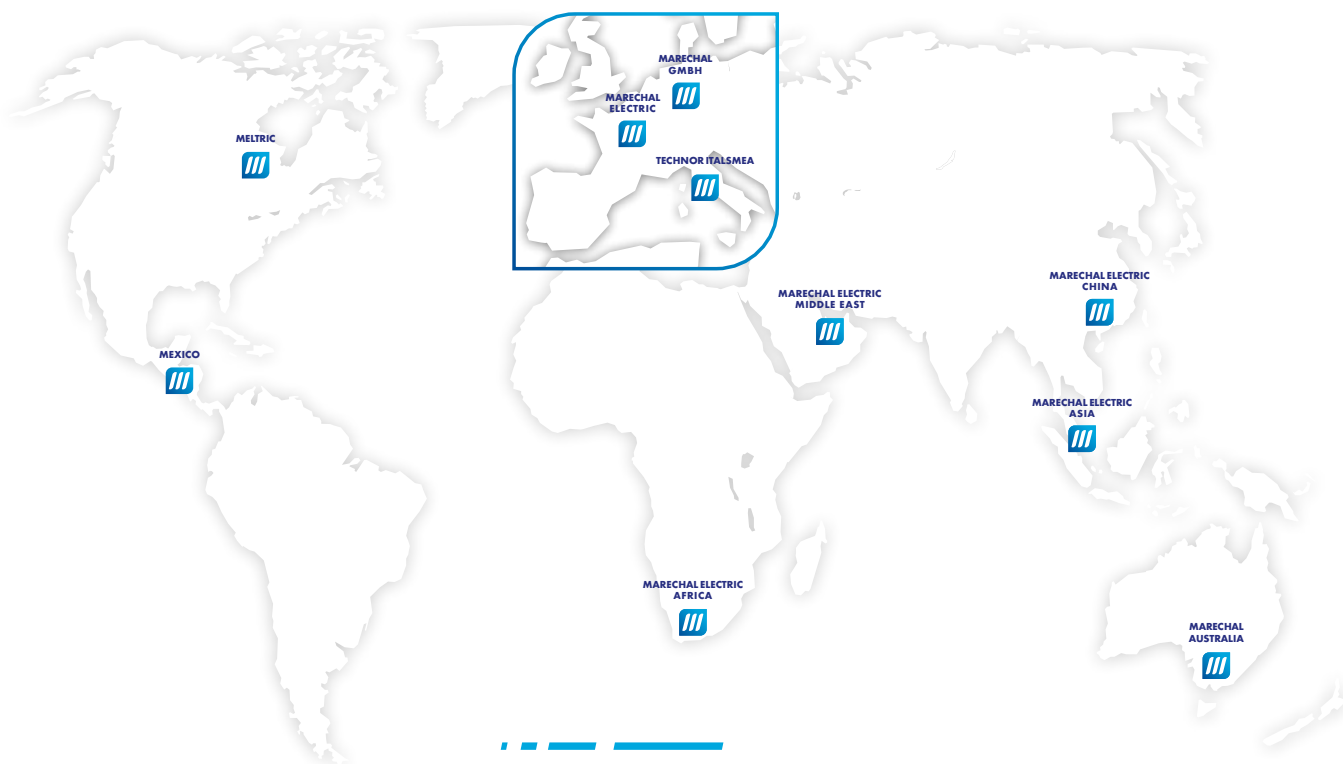 MARECHAL
GMBH
MARECHAL
ELECTRIC
MELTRIC
TECHNOR ITALSMEA
MARECHAL ELECTRIC
CHINA
MARECHAL ELECTRIC
MIDDLE EAST
MEXICO
MARECHAL ELECTRIC
ASIA
MARECHAL ELECTRIC
AFRICA
MARECHAL
AUSTRALIA